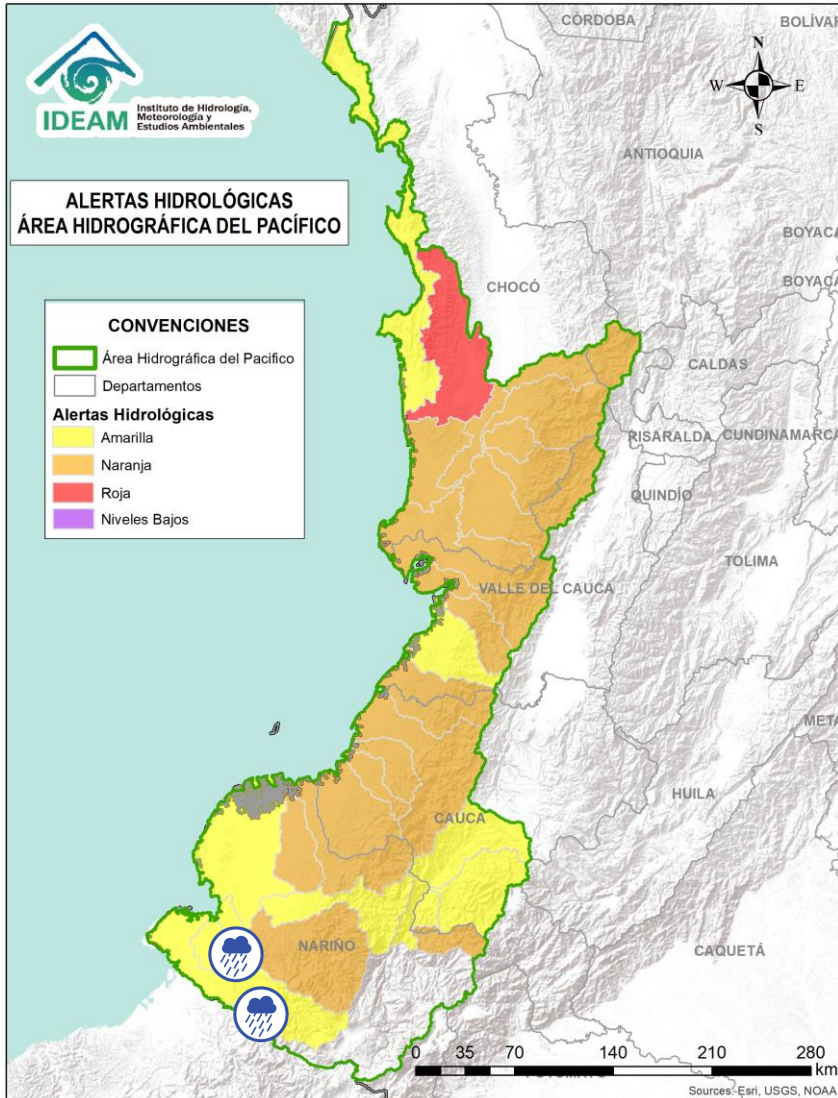 CÓRDOBA
BOLÍVAR
N
W
E
S
IDEAM
Instituto de Hidrología,
Meteorología y
Estudios Ambientales
ANTIOQUIA
ALERTAS HIDROLÓGICAS
ÁREA HIDROGRÁFICA DEL PACÍFICO
BOYACÁ
BOYACÁ
CHOCÓ
CONVENCIONES
Área Hidrográfica del Pacifico
Departamentos
Alertas Hidrológicas
Amarilla
Naranja
Roja
Niveles Bajos
CALDAS
RISARALDA
CUNDINAMARCA
QUINDÍO
TOLIMA
VALLE DEL CAUCA
META
HUILA
CAUCA
NARIÑO
CAQUETÁ
0 35 70 140 210 280
km
Sources: Esri, USGS, NOAA